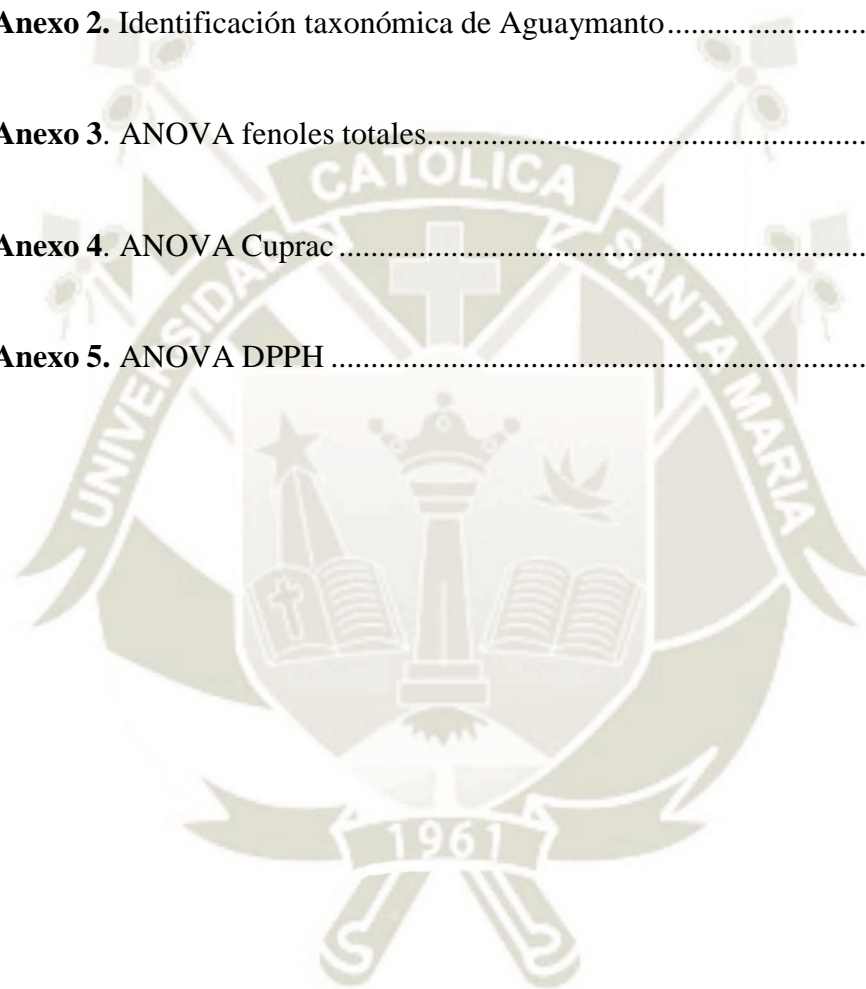 Anexo 2. Identificación taxonómica de Aguaymanto.......................
Anexo 3. ANOVA fenoles totales........................................................
Anexo 4. ANOVA Cuprac ...................................................................
Anexo 5. ANOVA DPPH ....................................................................
UNIVERSIDAD CATOLICA SANTA MARIA
1961